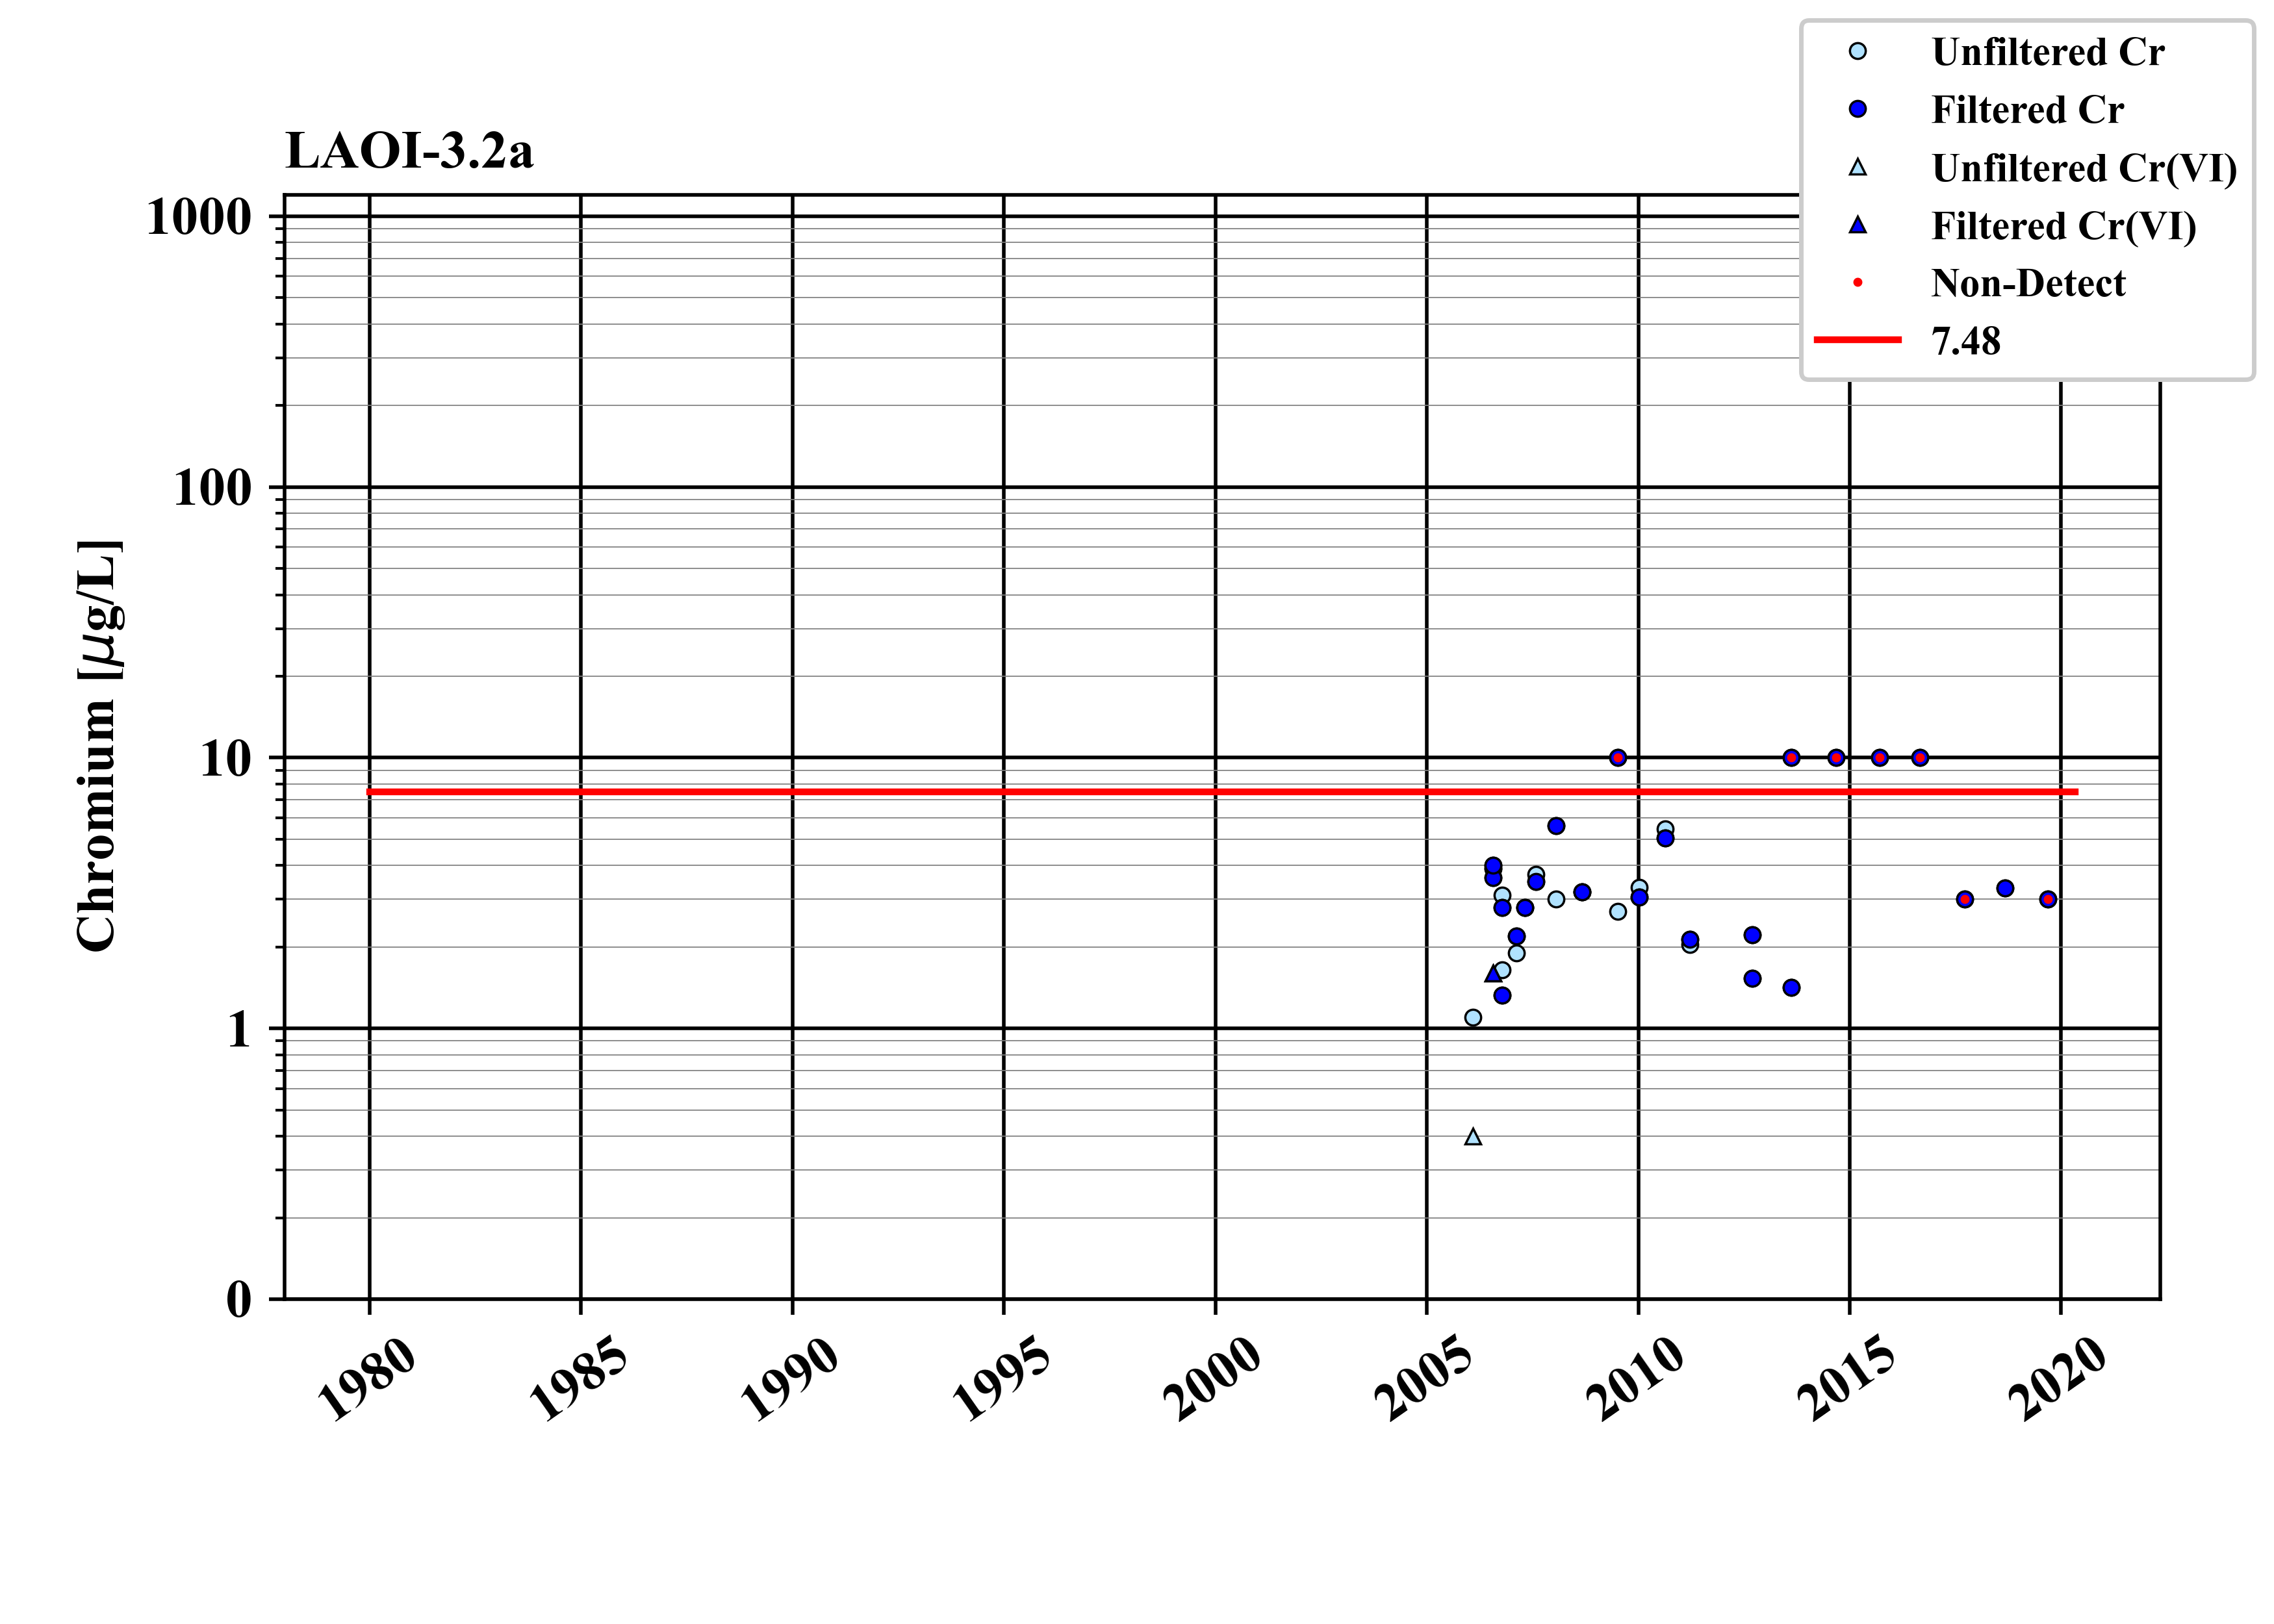 Unfiltered Cr
Filtered Cr
Unfiltered Cr(VI)
Filtered Cr(VI)
Non-Detect
7.48
LAOI-3.2a
1000
100
10
1
0
Chromium [μg/L]
1980
1985
1990
1995
2000
2005
2010
2015
2020